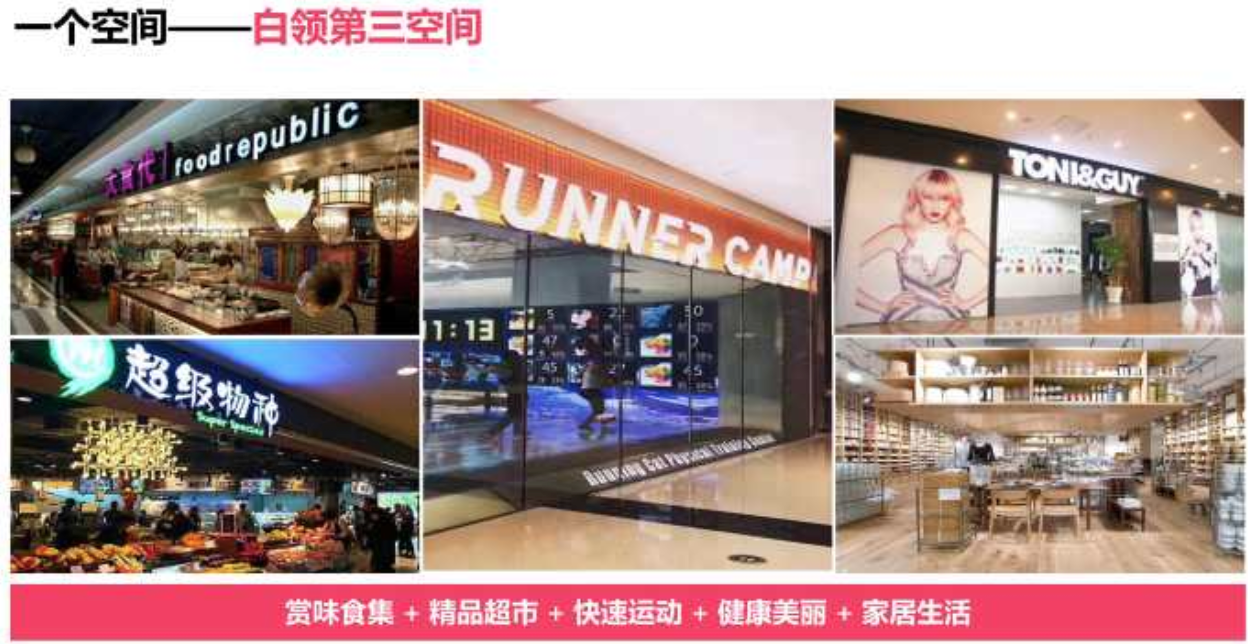 一个空间——白领第三空间
大食代 foodrepublic
RUNNER CAMP
11:13
TONI&GUY
超级物种
Super Species
赏味食集 + 精品超市 + 快速运动 + 健康美丽 + 家居生活